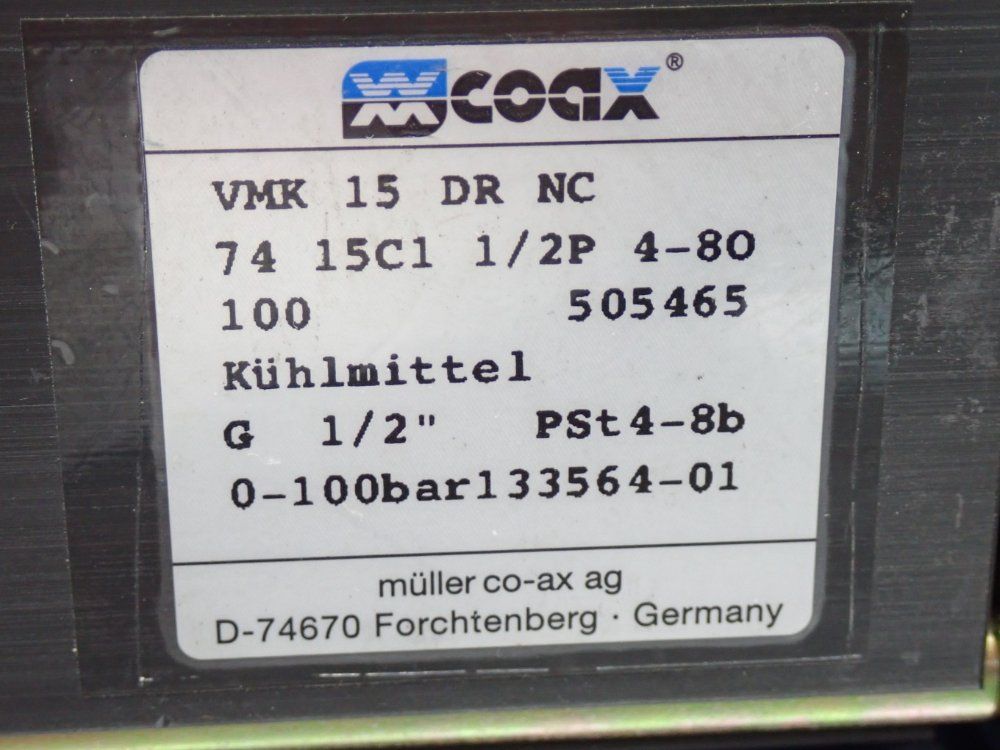 coax®
VMK 15 DR NC
74 15C1 1/2P 4-80
100 505465
Kühlmittel
G 1/2" PSt4-8b
0-100bar133564-01
müller co-ax ag
D-74670 Forchtenberg · Germany